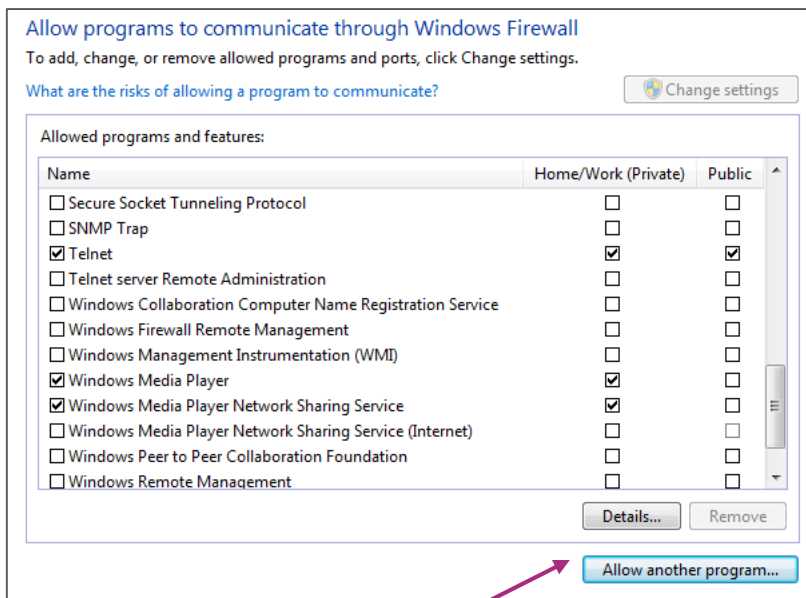 Allow programs to communicate through Windows Firewall
To add, change, or remove allowed programs and ports, click Change settings.
What are the risks of allowing a program to communicate?
Change settings
Allowed programs and features:
Name Home/Work (Private) Public
Secure Socket Tunneling Protocol
SNMP Trap
Telnet
Telnet server Remote Administration
Windows Collaboration Computer Name Registration Service
Windows Firewall Remote Management
Windows Management Instrumentation (WMI)
Windows Media Player
Windows Media Player Network Sharing Service
Windows Media Player Network Sharing Service (Internet)
Windows Peer to Peer Collaboration Foundation
Windows Remote Management
Details... Remove
Allow another program...